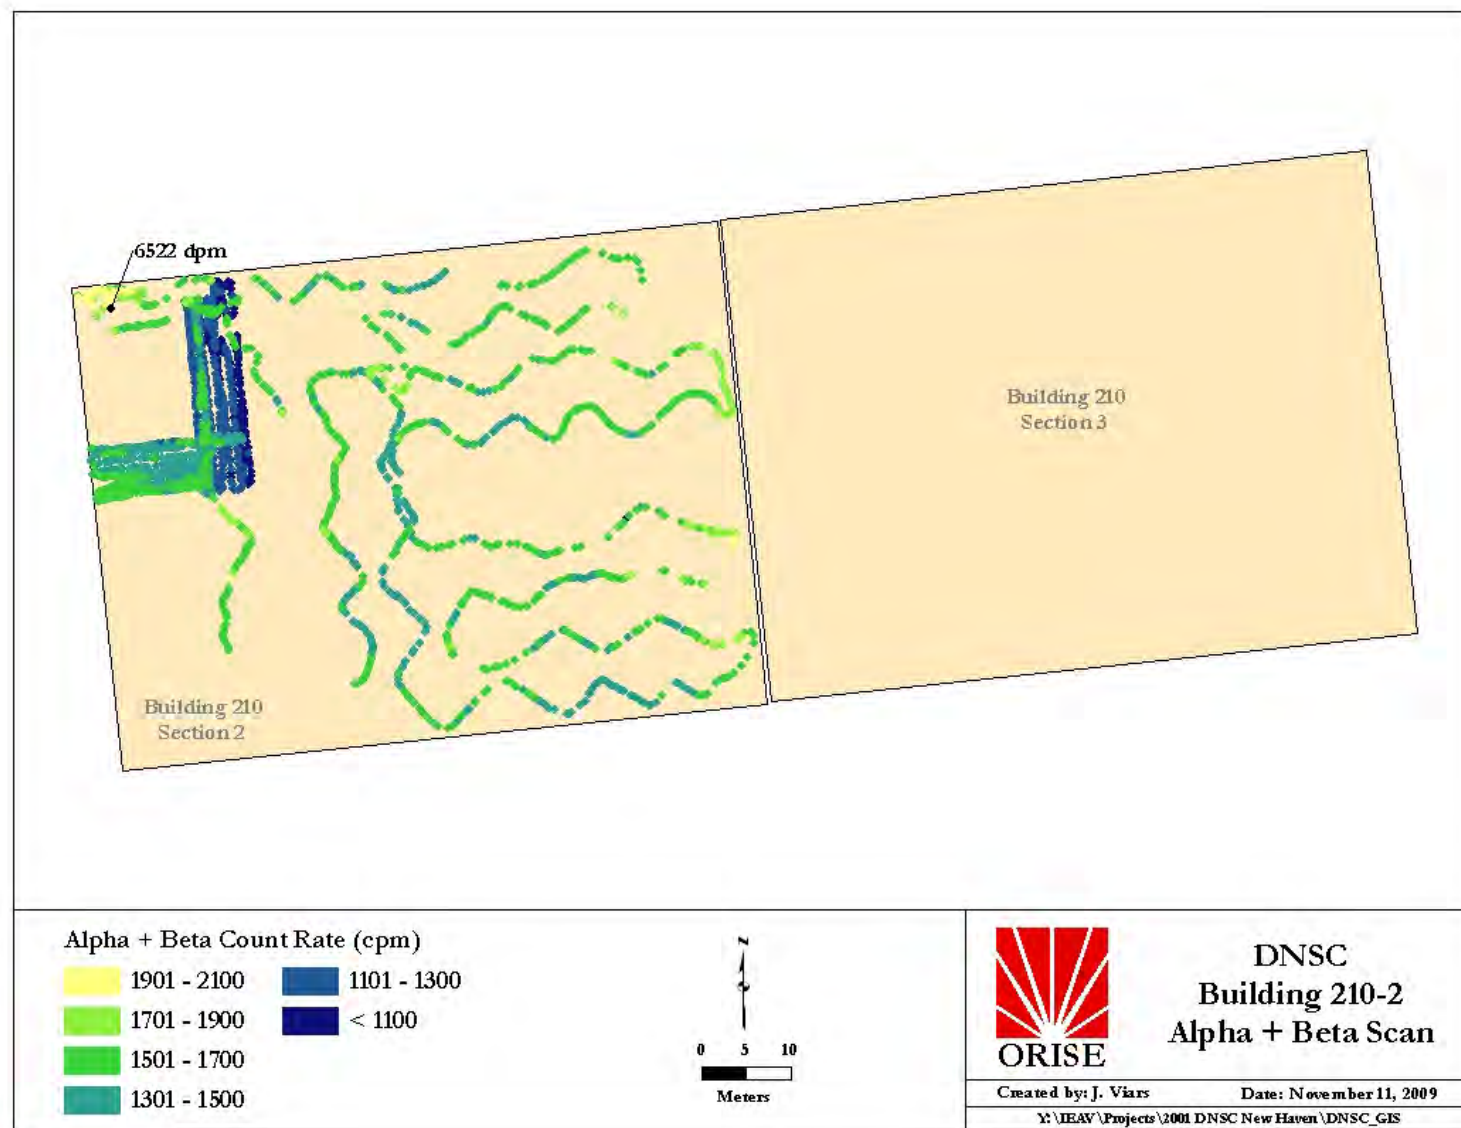 6522 dpm
Building 210
Section 3
Building 210
Section 2
Alpha + Beta Count Rate (cpm)
1901 - 2100
1701 - 1900
1501 - 1700
1301 - 1500
1101 - 1300
< 1100
N
0 5 10
Meters
ORISE
DNSC
Building 210-2
Alpha + Beta Scan
Created by: J. Viars
Date: November 11, 2009
Y:\IEAV\Projects\2001 DNSC New Haven\DNSC_GIS